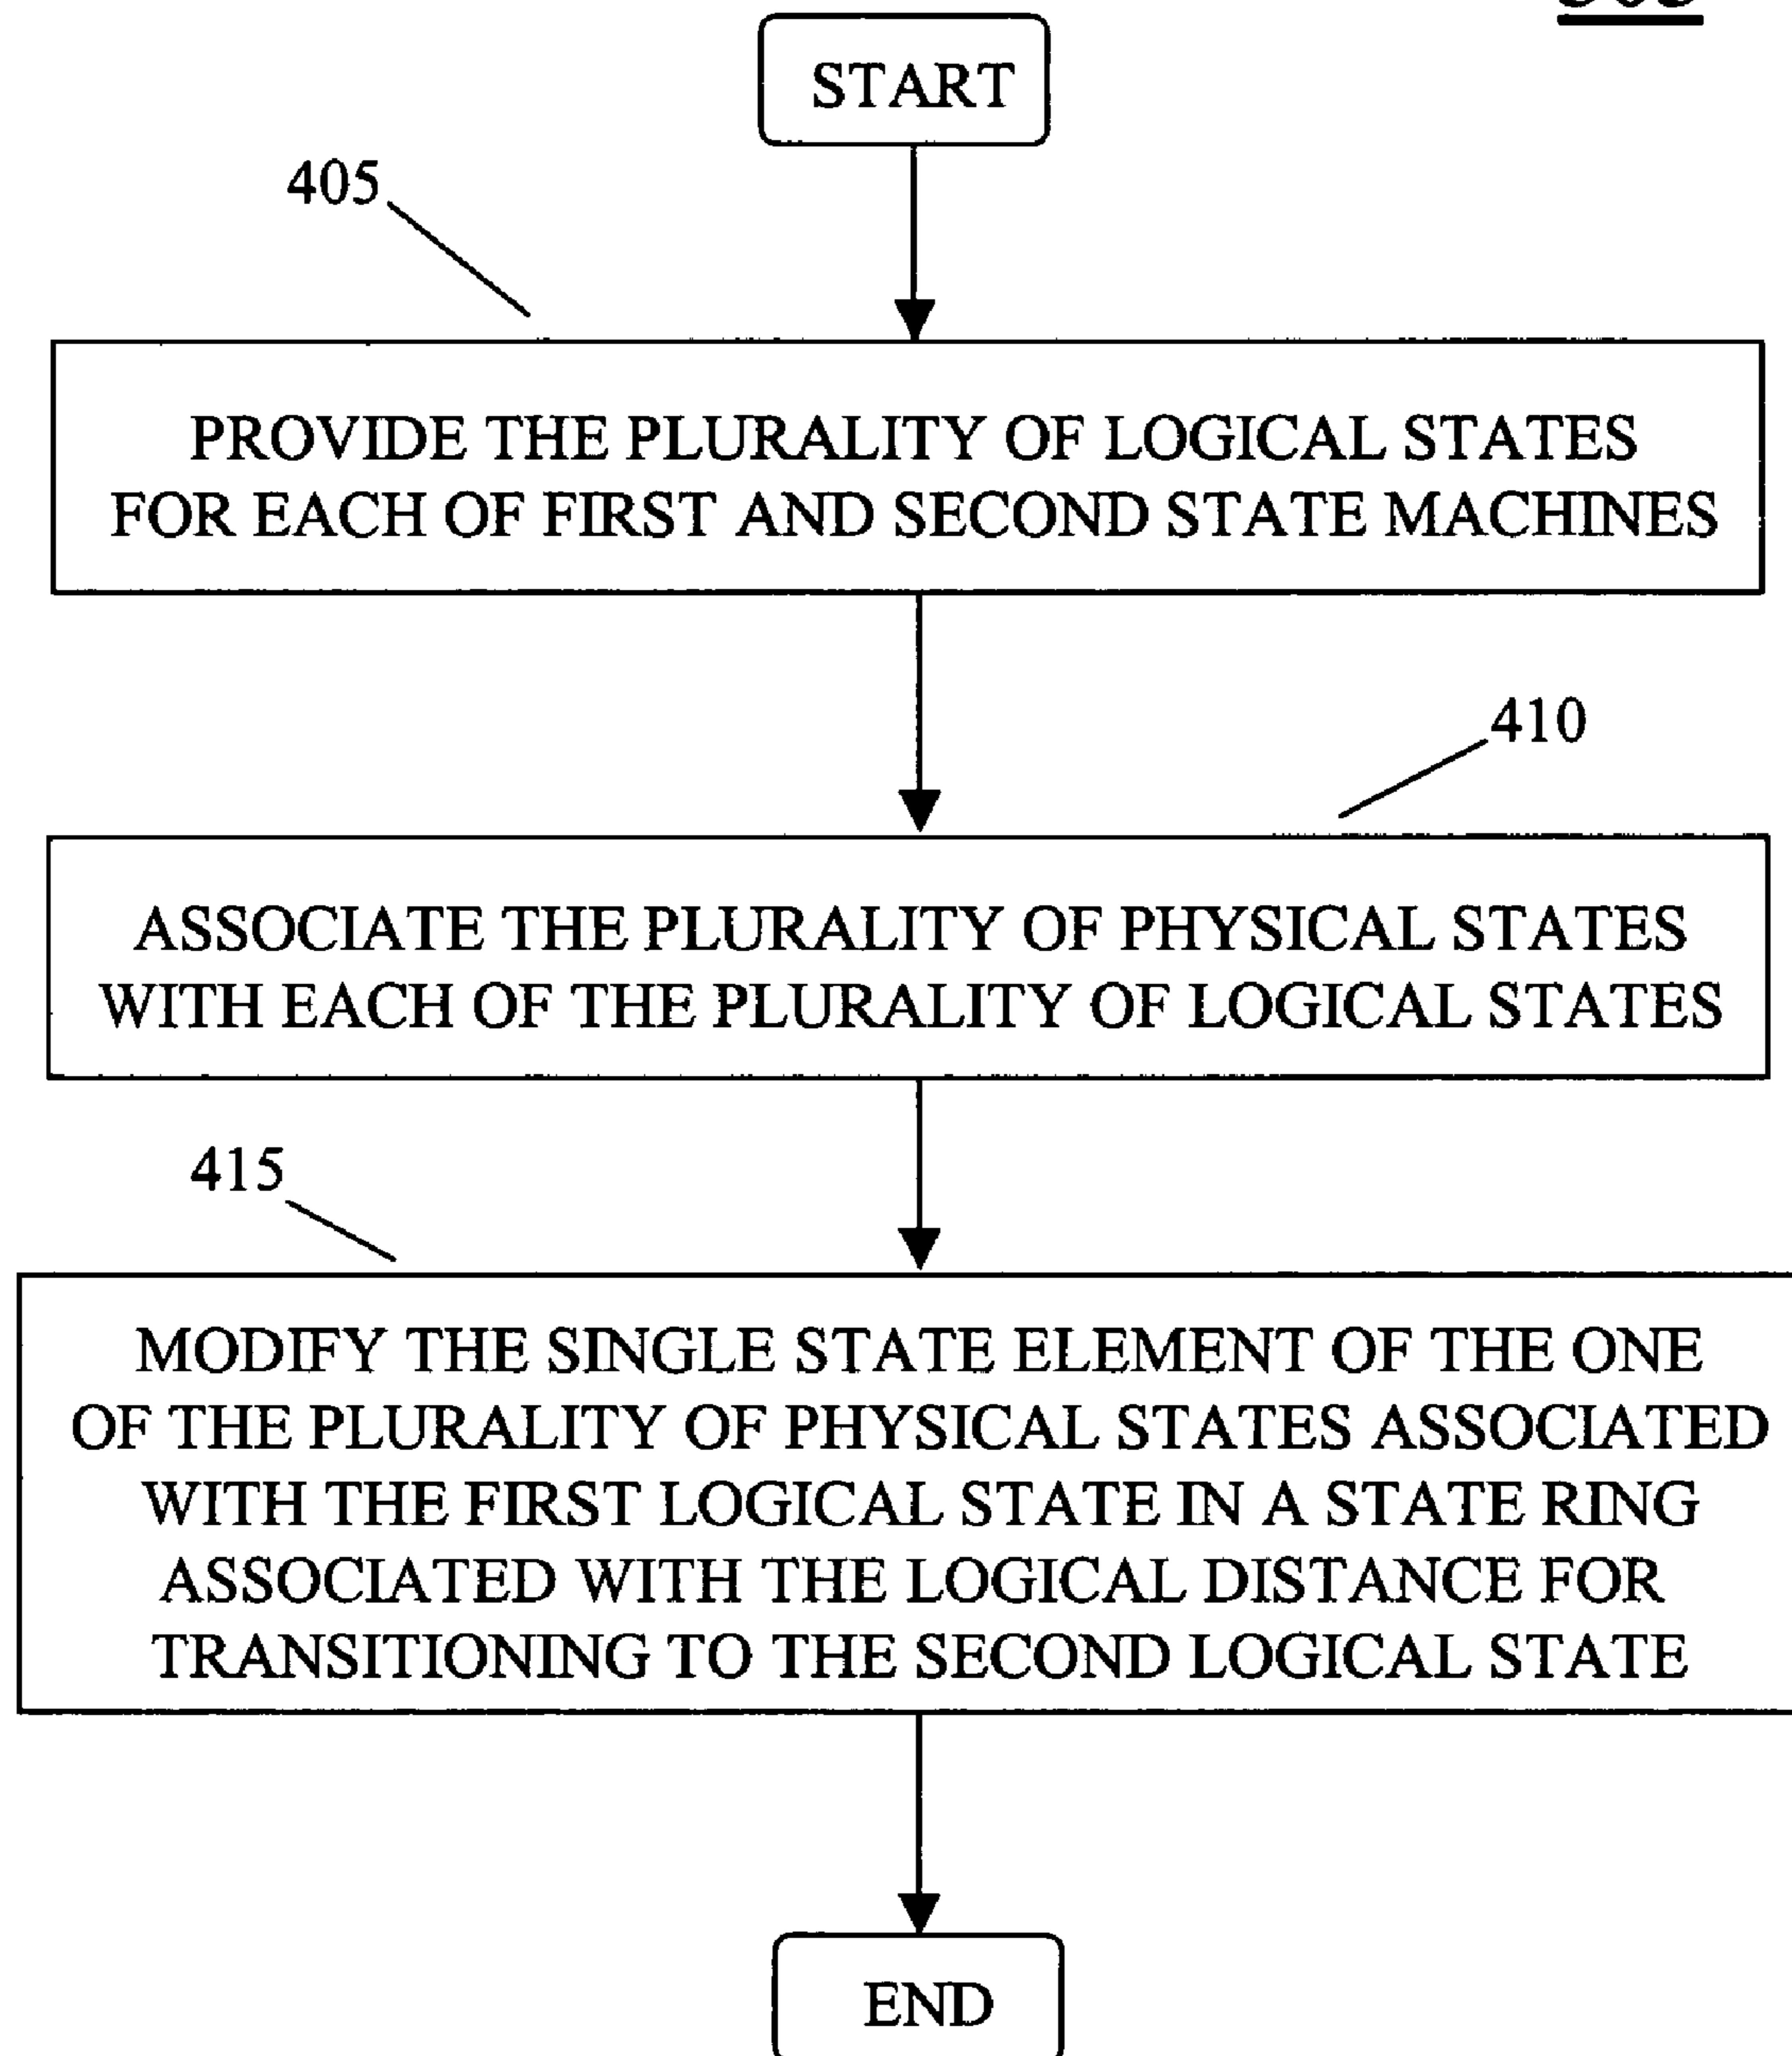 START
405
PROVIDE THE PLURALITY OF LOGICAL STATES
FOR EACH OF FIRST AND SECOND STATE MACHINES
410
ASSOCIATE THE PLURALITY OF PHYSICAL STATES
WITH EACH OF THE PLURALITY OF LOGICAL STATES
415
MODIFY THE SINGLE STATE ELEMENT OF THE ONE
OF THE PLURALITY OF PHYSICAL STATES ASSOCIATED
WITH THE FIRST LOGICAL STATE IN A STATE RING
ASSOCIATED WITH THE LOGICAL DISTANCE FOR
TRANSITIONING TO THE SECOND LOGICAL STATE
END